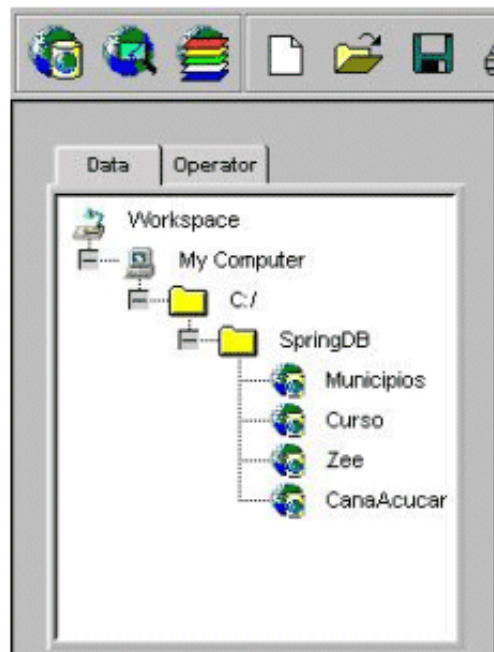 Data Operator
Workspace
My Computer
C:/
SpringDB
Municipios
Curso
Zee
CanaAcucar